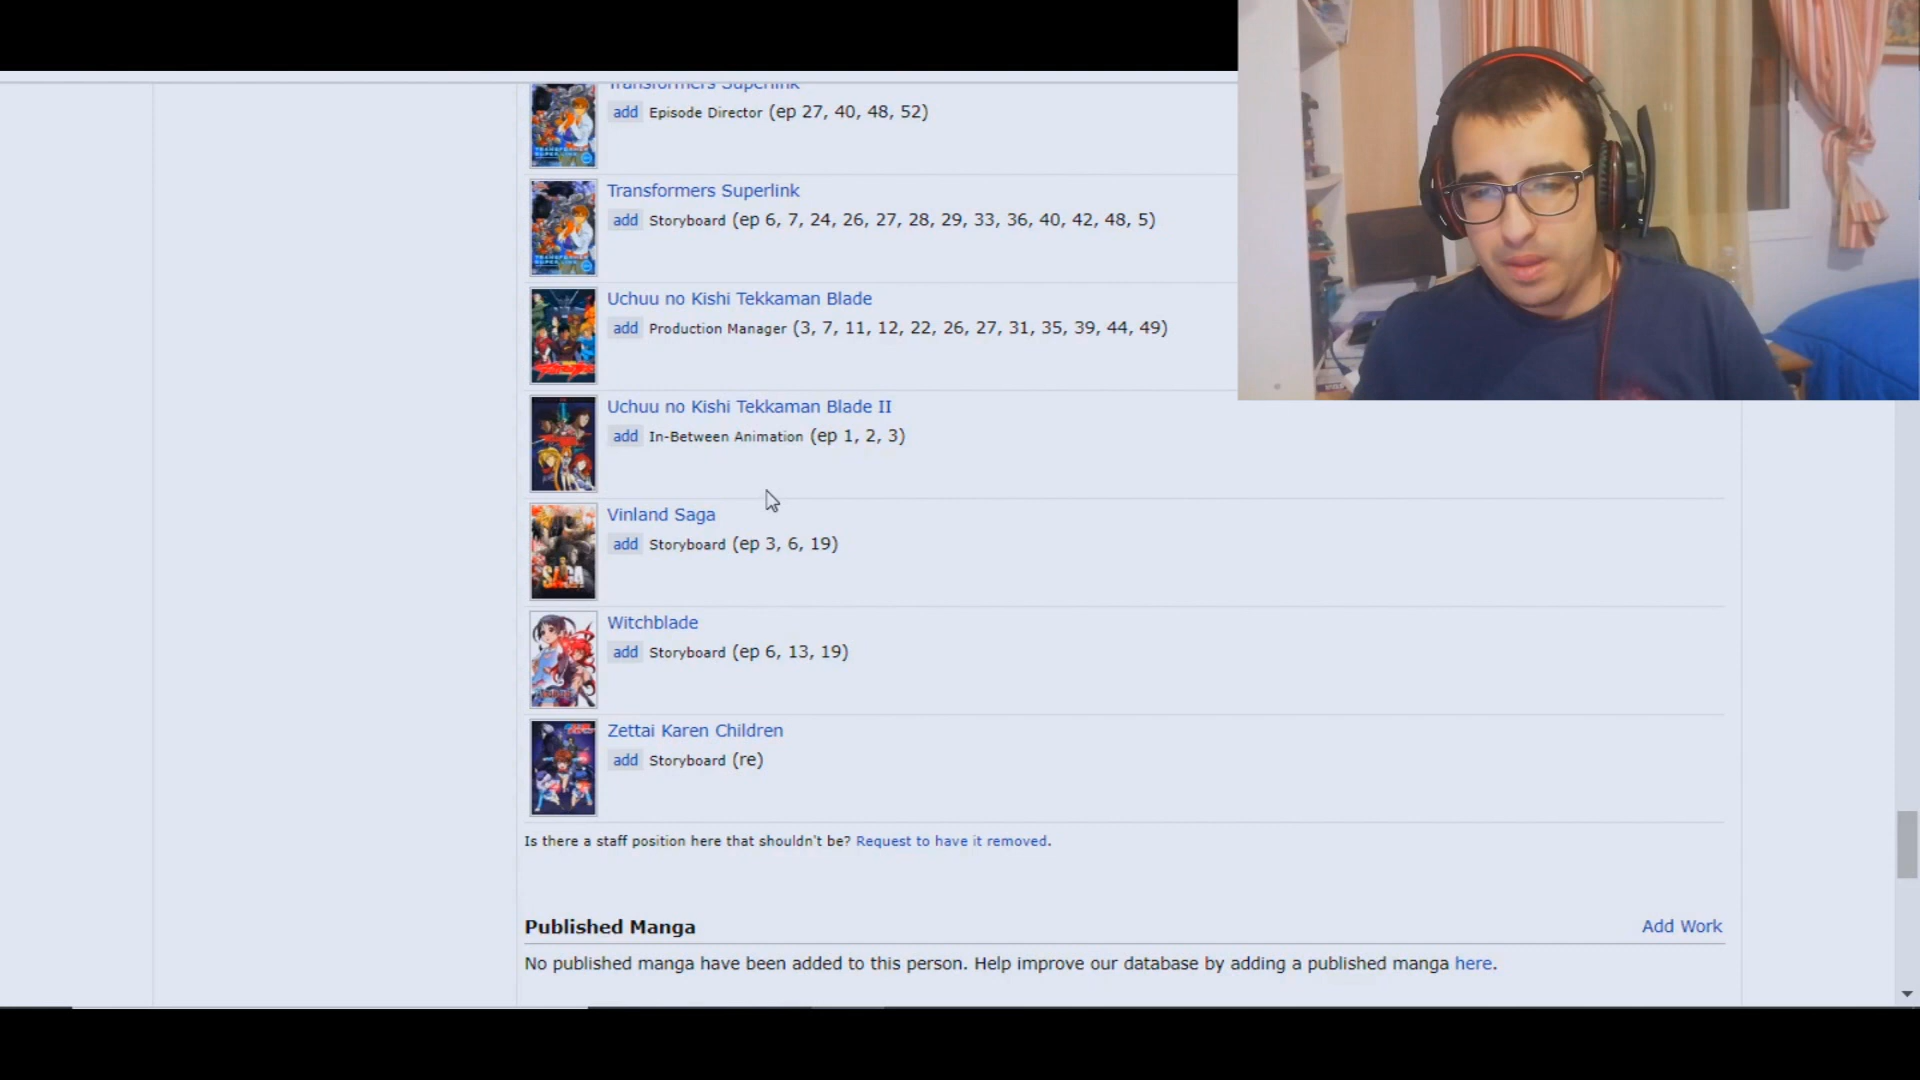 Transformers Superlink
add Episode Director (ep 27, 40, 48, 52)
Transformers Superlink
add Storyboard (ep 6, 7, 24, 26, 27, 28, 29, 33, 36, 40, 42, 48, 5)
Uchuu no Kishi Tekkaman Blade
add Production Manager (3, 7, 11, 12, 22, 26, 27, 31, 35, 39, 44, 49)
Uchuu no Kishi Tekkaman Blade II
add In-Between Animation (ep 1, 2, 3)
Vinland Saga
add Storyboard (ep 3, 6, 19)
SAGA
Witchblade
add Storyboard (ep 6, 13, 19)
Zettai Karen Children
add Storyboard (re)
Is there a staff position here that shouldn't be? Request to have it removed.
Published Manga Add Work
No published manga have been added to this person. Help improve our database by adding a published manga here.